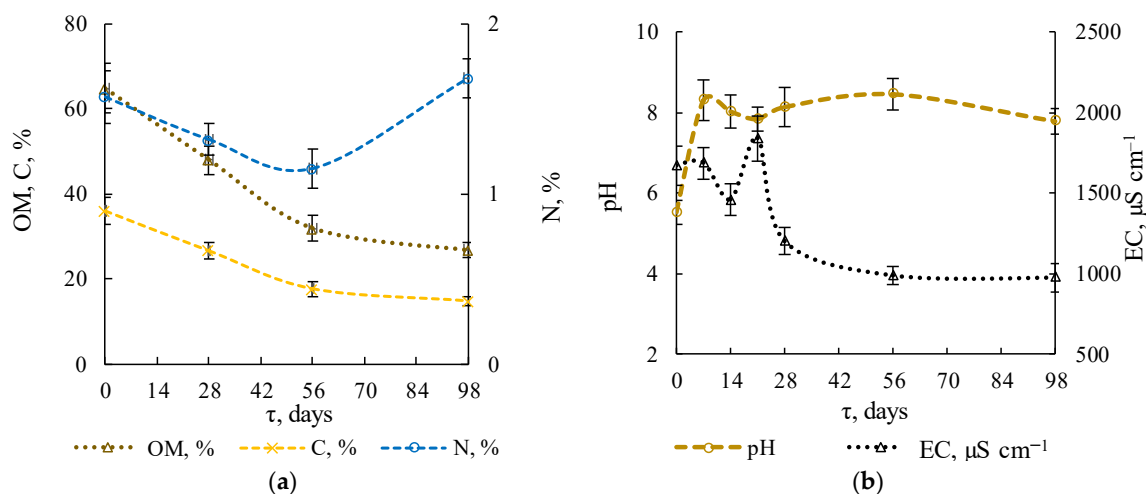 80
60
40
20
0
OM, C, %
2
1
0
N, %
0 14 28 42 56 70 84 98
τ, days
OM, % C, % N, %
(a)
10
8
6
4
2
pH
2500
2000
1500
1000
500
EC, µS cm⁻¹
0 14 28 42 56 70 84 98
τ, days
pH EC, µS cm⁻¹
(b)